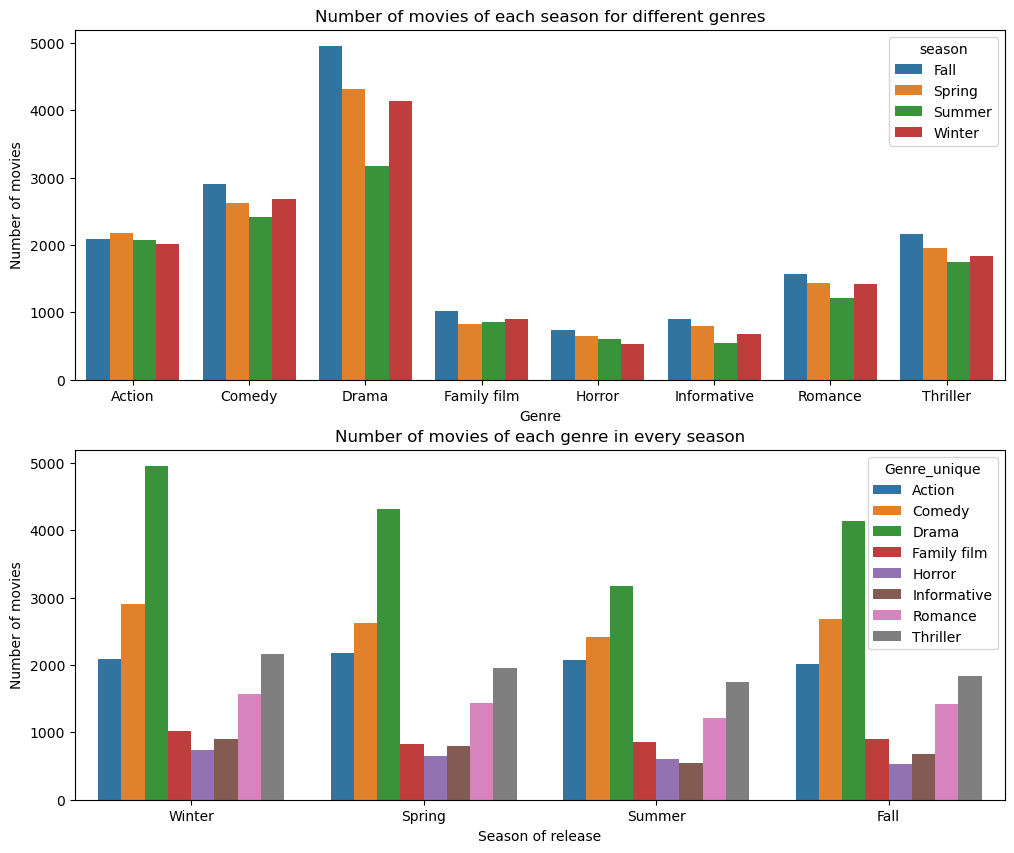 Number of movies of each season for different genres
5000
4000
3000
2000
1000
0
Number of movies
season
Fall
Spring
Summer
Winter
Action Comedy Drama Family film Horror Informative Romance Thriller
Genre
Number of movies of each genre in every season
5000
4000
3000
2000
1000
0
Number of movies
Genre_unique
Action
Comedy
Drama
Family film
Horror
Informative
Romance
Thriller
Winter Spring Summer Fall
Season of release